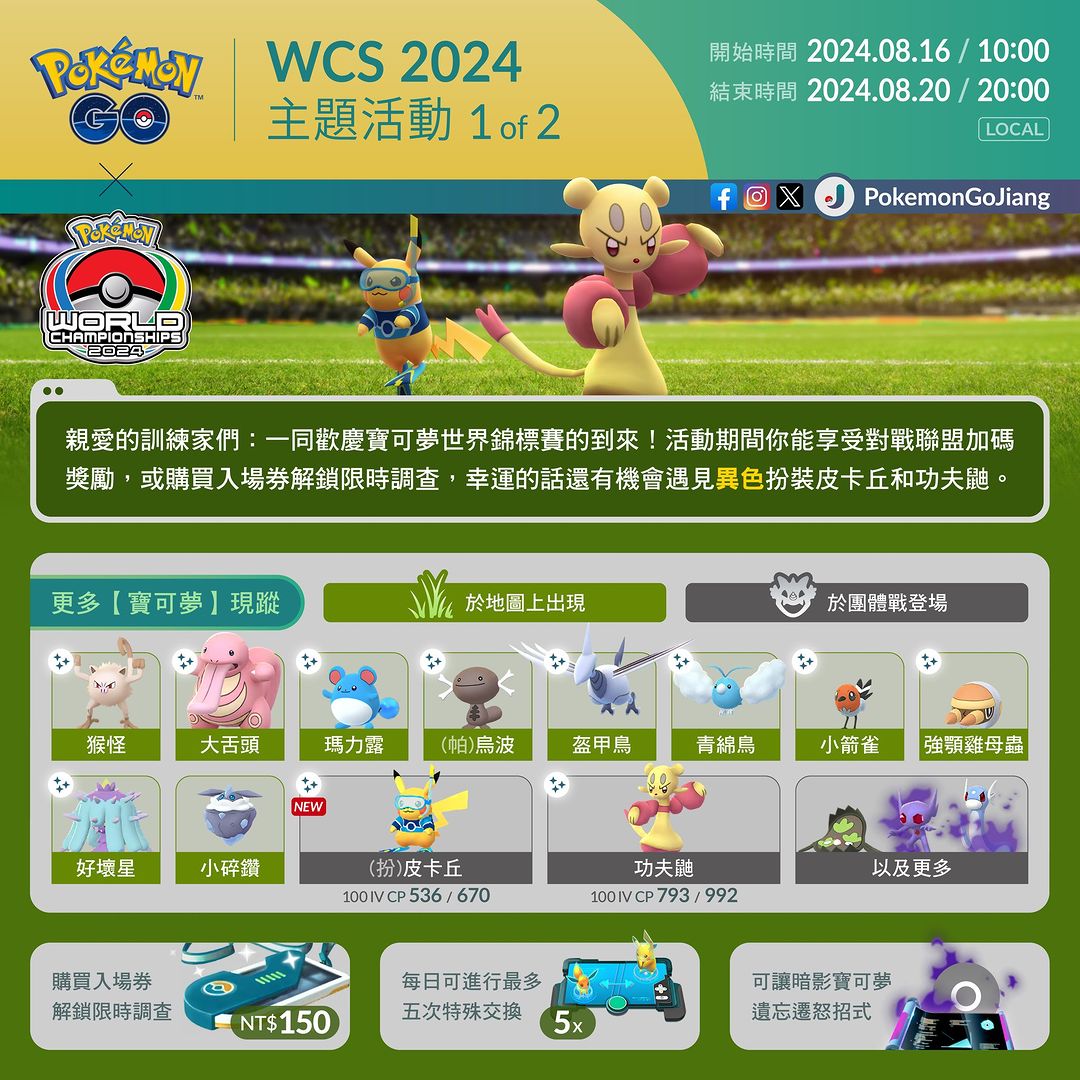 POKÉMON
GO
TM
WCS 2024
主題活動 1 of 2
開始時間 2024.08.16 / 10:00
結束時間 2024.08.20 / 20:00
LOCAL
PokemonGoJiang
POKÉMON
WORLD
CHAMPIONSHIPS
2024
親愛的訓練家們：一同歡慶寶可夢世界錦標賽的到來！活動期間你能享受對戰聯盟加碼
獎勵，或購買入場券解鎖限時調查，幸運的話還有機會遇見異色扮裝皮卡丘和功夫鼬。
更多【寶可夢】現蹤
於地圖上出現
於團體戰登場
猴怪
大舌頭
瑪力露
(帕)烏波
盔甲鳥
青綿鳥
小箭雀
強顎雞母蟲
好壞星
小碎鑽
NEW
(扮)皮卡丘
功夫鼬
以及更多
100 IV CP 536 / 670
100 IV CP 793 / 992
購買入場券
解鎖限時調查
NT$150
每日可進行最多
五次特殊交換
5x
可讓暗影寶可夢
遺忘遷怒招式